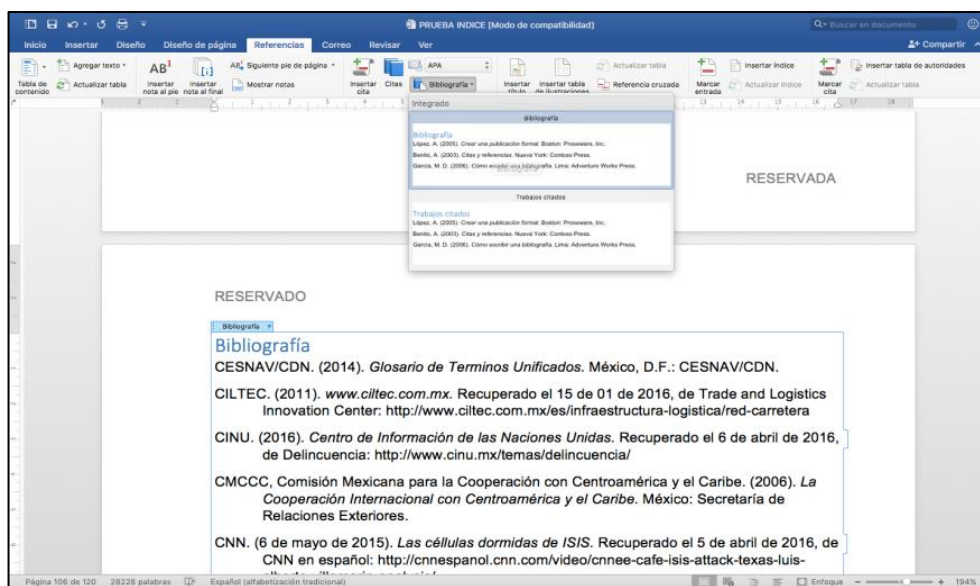 PRUEBA INDICE [Modo de compatibilidad]
Buscar en documento
Inicio Insertar Diseño Diseño de página Referencias Correo Revisar Ver Compartir
Agregar texto
AB1
Siguiente pie de página
APA
Actualizar tabla
Insertar índice
Insertar tabla de autoridades
Tabla de contenido
Actualizar tabla
Insertar nota al pie
Insertar nota al final
Mostrar notas
Insertar cita
Citas
Bibliografía
Insertar título
Insertar tabla de ilustraciones
Referencia cruzada
Marcar entrada
Actualizar índice
Marcar cita
Actualizar tabla
Integrado
Bibliografía
Bibliografía
López, A. (2005). Crear una publicación formal. Boston: Proseware, Inc.
Benito, A. (2003). Citas y referencias. Nueva York: Contoso Press.
García, M. D. (2006). Cómo escribir una bibliografía. Lima: Adventure Works Press.
Trabajos citados
Trabajos citados
López, A. (2005). Crear una publicación formal. Boston: Proseware, Inc.
Benito, A. (2003). Citas y referencias. Nueva York: Contoso Press.
García, M. D. (2006). Cómo escribir una bibliografía. Lima: Adventure Works Press.
RESERVADA
RESERVADO
Bibliografía
Bibliografía
CESNAV/CDN. (2014). Glosario de Terminos Unificados. México, D.F.: CESNAV/CDN.
CILTEC. (2011). www.ciltec.com.mx. Recuperado el 15 de 01 de 2016, de Trade and Logistics
Innovation Center: http://www.ciltec.com.mx/es/infraestructura-logistica/red-carretera
CINU. (2016). Centro de Información de las Naciones Unidas. Recuperado el 6 de abril de 2016,
de Delincuencia: http://www.cinu.mx/temas/delincuencia/
CMCCC, Comisión Mexicana para la Cooperación con Centroamérica y el Caribe. (2006). La
Cooperación Internacional con Centroamérica y el Caribe. México: Secretaría de
Relaciones Exteriores.
CNN. (6 de mayo de 2015). Las células dormidas de ISIS. Recuperado el 5 de abril de 2016, de
CNN en español: http://cnnespanol.cnn.com/video/cnnee-cafe-isis-attack-texas-luis-
Página 106 de 120 28228 palabras Español (alfabetización tradicional) Enfoque 194%